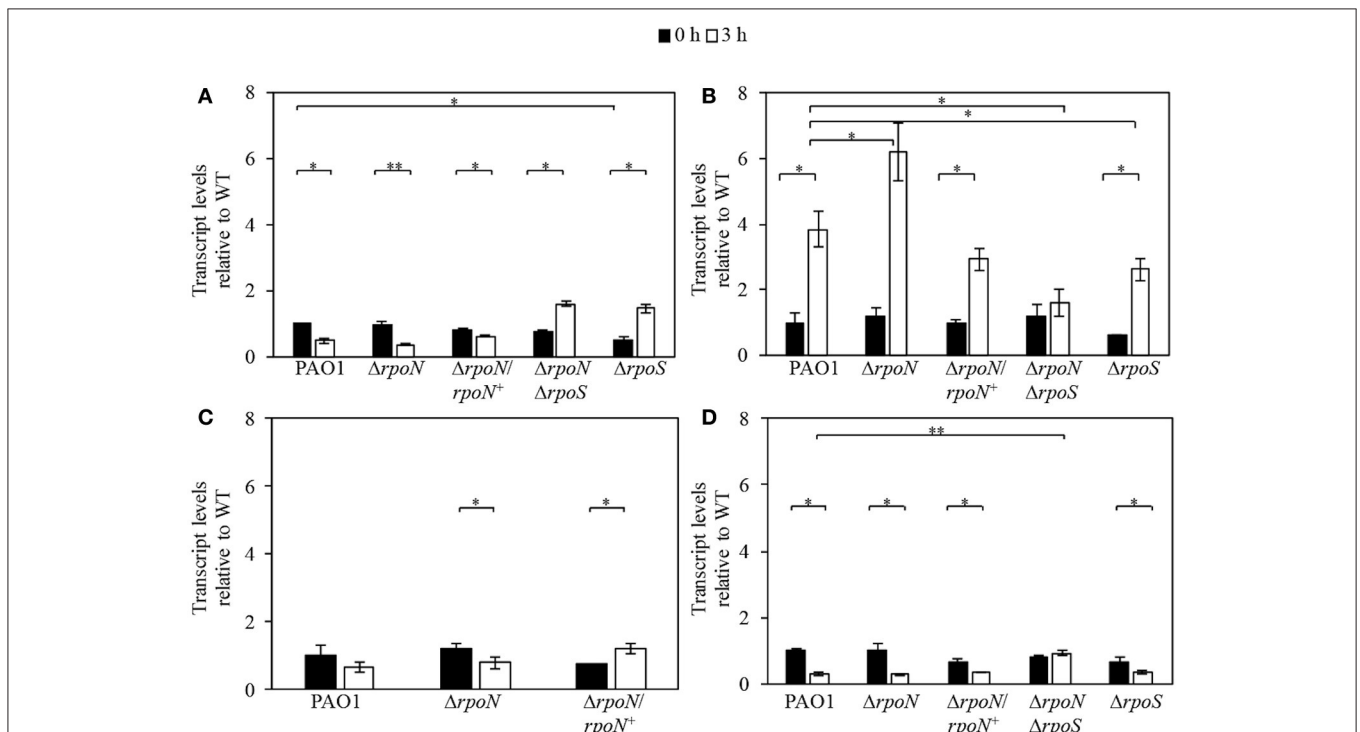 0 h 3 h
A
*
* ** * * *
Transcript levels
relative to WT
8
6
4
2
0
PAO1 ΔrpoN ΔrpoN/ ΔrpoN ΔrpoS
rpoN+ ΔrpoS
B
*
*
*
* * *
Transcript levels
relative to WT
8
6
4
2
0
PAO1 ΔrpoN ΔrpoN/ ΔrpoN ΔrpoS
rpoN+ ΔrpoS
C
* *
Transcript levels
relative to WT
8
6
4
2
0
PAO1 ΔrpoN ΔrpoN/
rpoN+
D
**
* * * *
Transcript levels
relative to WT
8
6
4
2
0
PAO1 ΔrpoN ΔrpoN/ ΔrpoN ΔrpoS
rpoN+ ΔrpoS